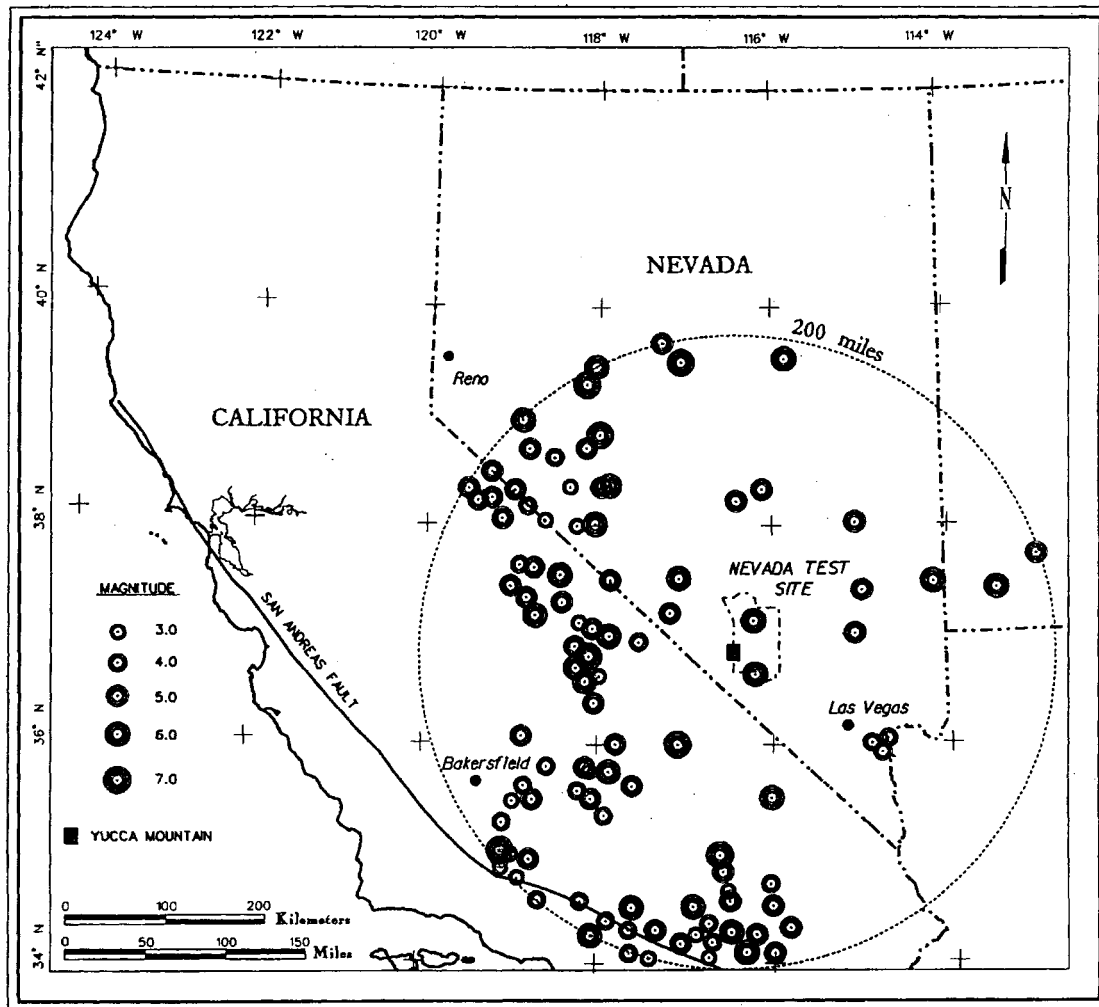 124° W 122° W 120° W 118° W 116° W 114° W
42° N
40° N
38° N
36° N
34° N
N
NEVADA
200 miles
Reno
CALIFORNIA
NEVADA TEST
SITE
MAGNITUDE
3.0
4.0
5.0
6.0
7.0
SAN ANDREAS FAULT
Las Vegas
Bakersfield
YUCCA MOUNTAIN
0 100 200
Kilometers
0 50 100 150
Miles